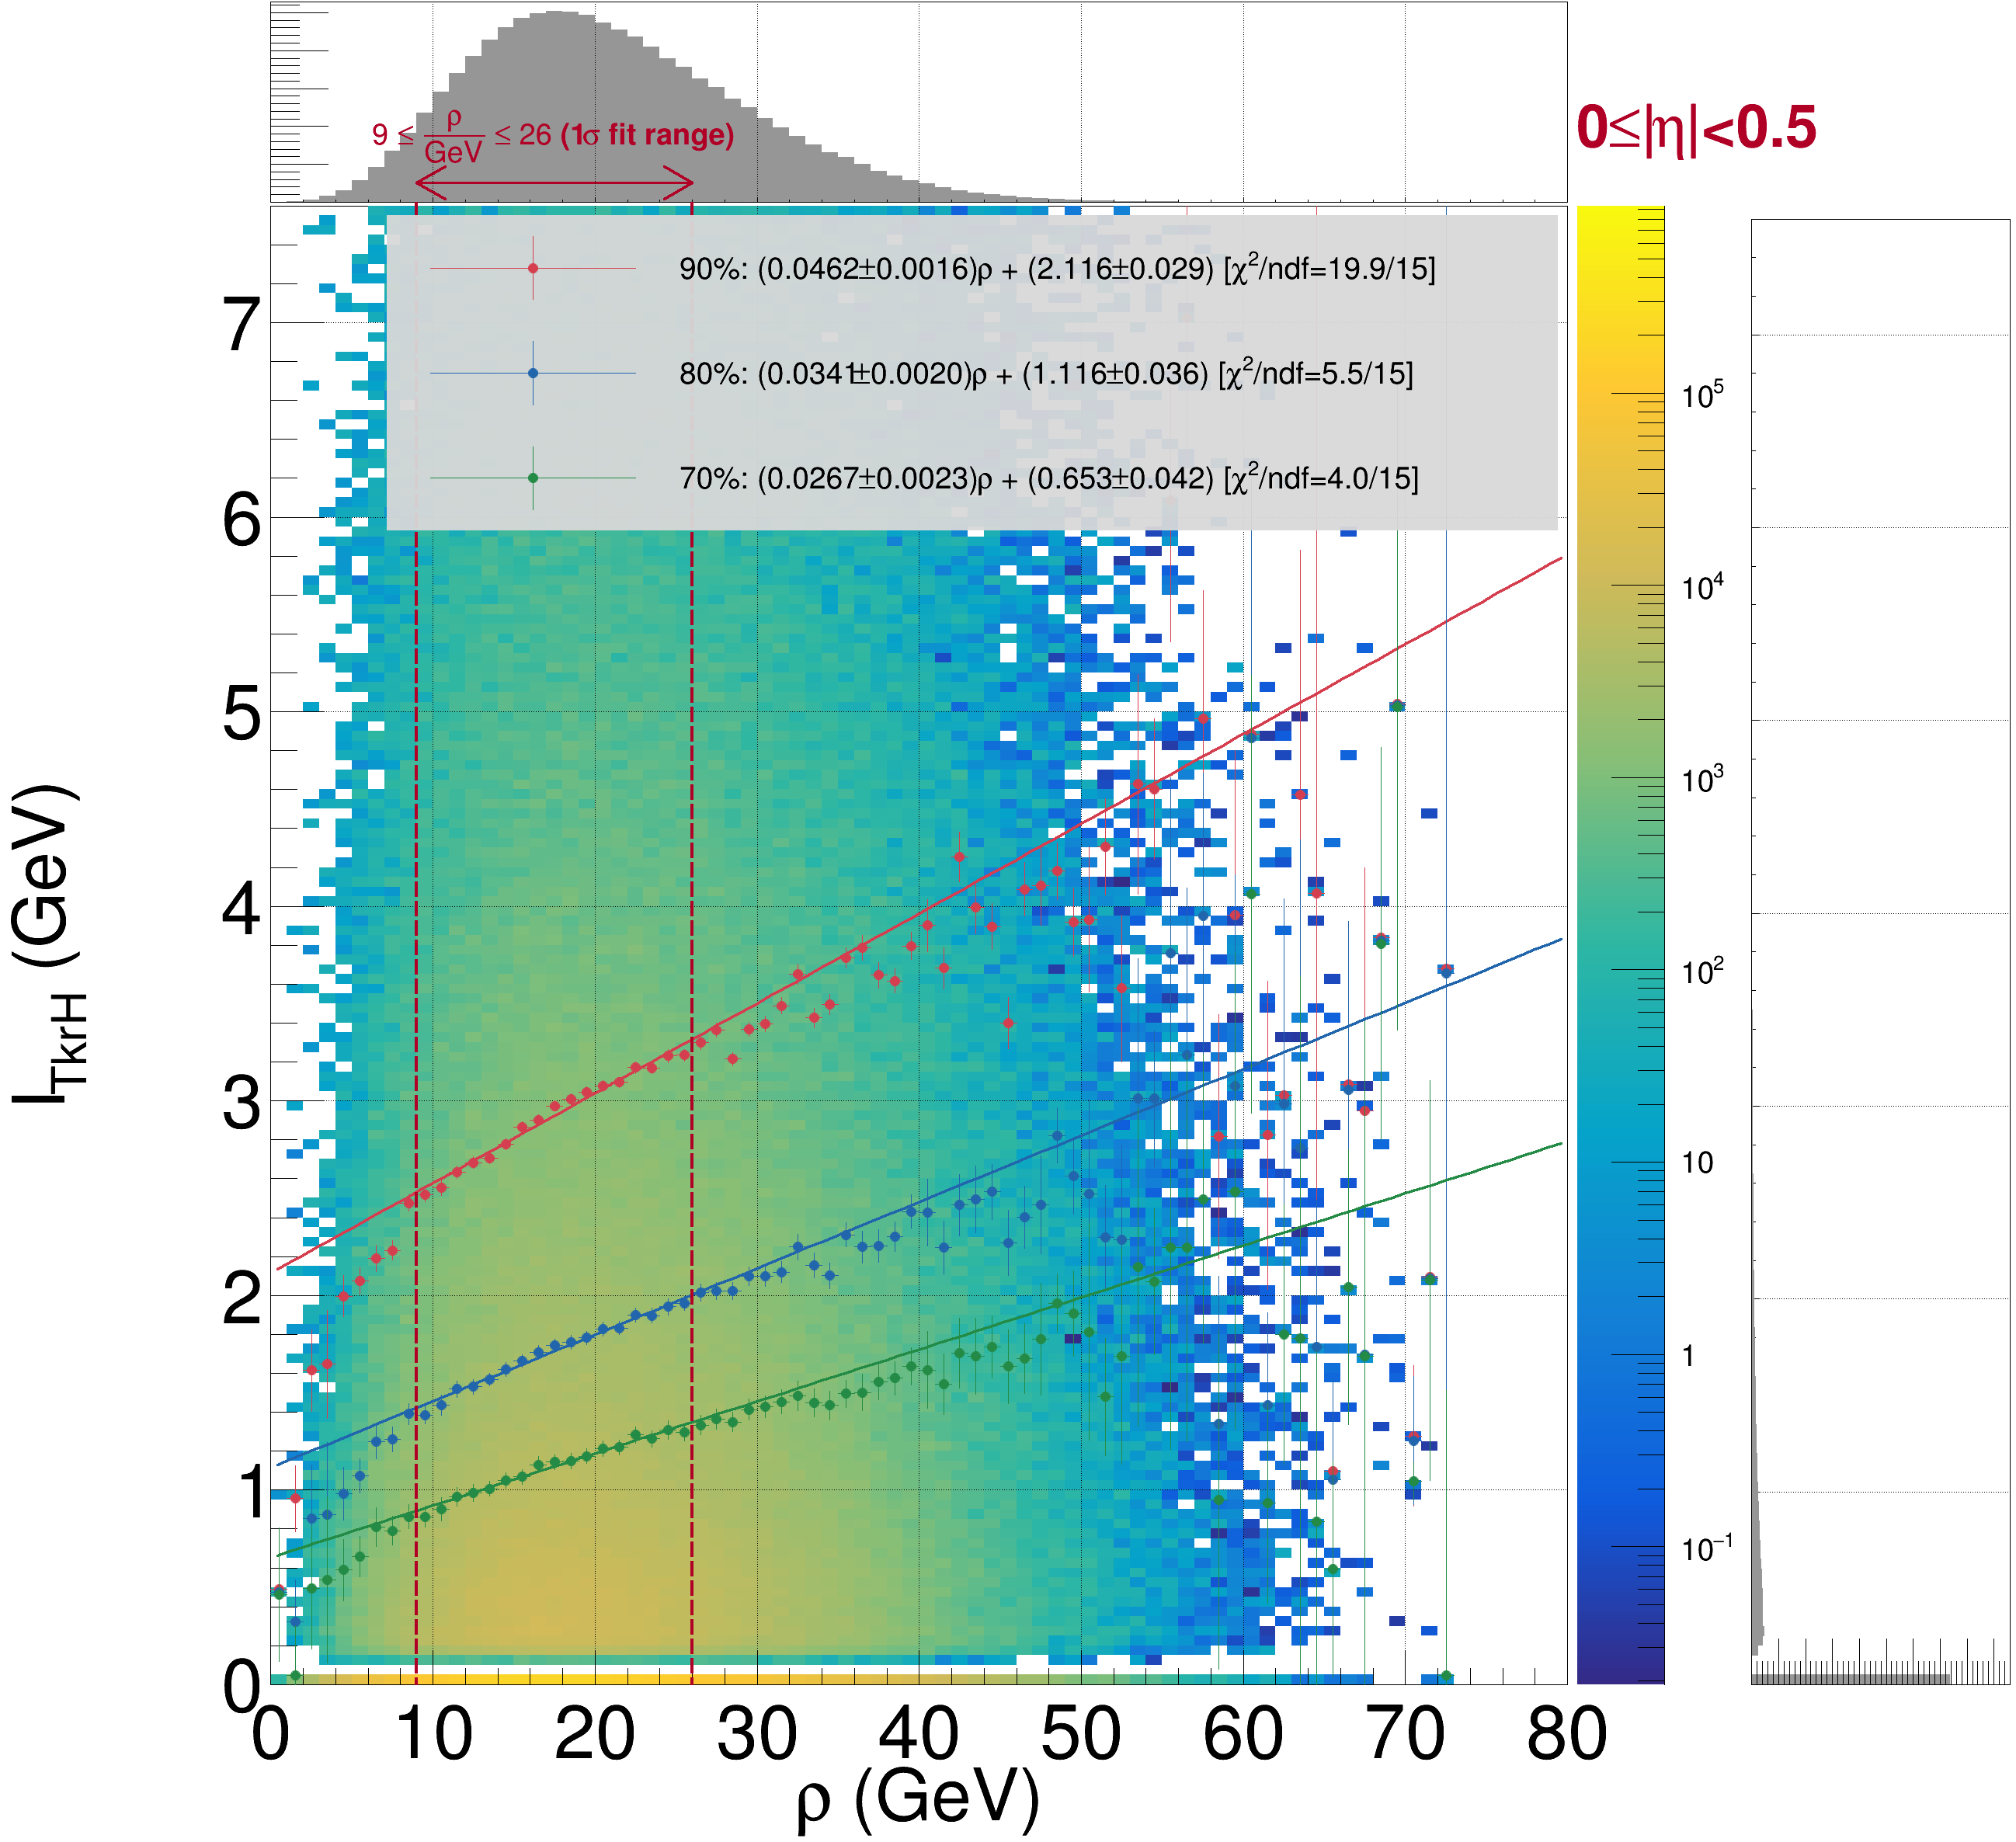 9 ≤ ρ/GeV ≤ 26 (1σ fit range)
0≤|η|<0.5
90%: (0.0462±0.0016)ρ + (2.116±0.029) [χ²/ndf=19.9/15]
80%: (0.0341±0.0020)ρ + (1.116±0.036) [χ²/ndf=5.5/15]
70%: (0.0267±0.0023)ρ + (0.653±0.042) [χ²/ndf=4.0/15]
I_TkrH (GeV)
7
6
5
4
3
2
1
0
0 10 20 30 40 50 60 70 80
ρ (GeV)
10⁵
10⁴
10³
10²
10
1
10⁻¹